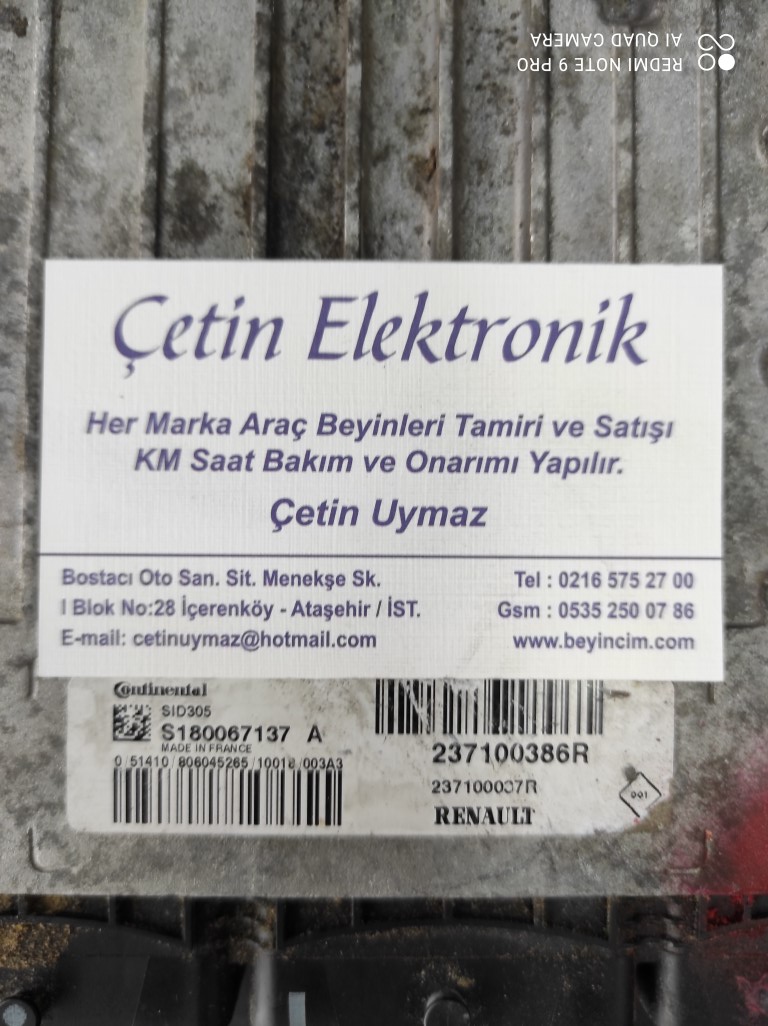 REDMI NOTE 9 PRO
AI QUAD CAMERA
Çetin Elektronik
Her Marka Araç Beyinleri Tamiri ve Satışı
KM Saat Bakım ve Onarımı Yapılır.
Çetin Uymaz
Bostacı Oto San. Sit. Menekşe Sk.
I Blok No:28 İçerenköy - Ataşehir / İST.
E-mail: cetinuymaz@hotmail.com
Tel : 0216 575 27 00
Gsm : 0535 250 07 86
www.beyincim.com
Continental
SID305
S180067137 A
MADE IN FRANCE
0 51410 806045265 10018 003A3
237100386R
237100037R
RENAULT
001